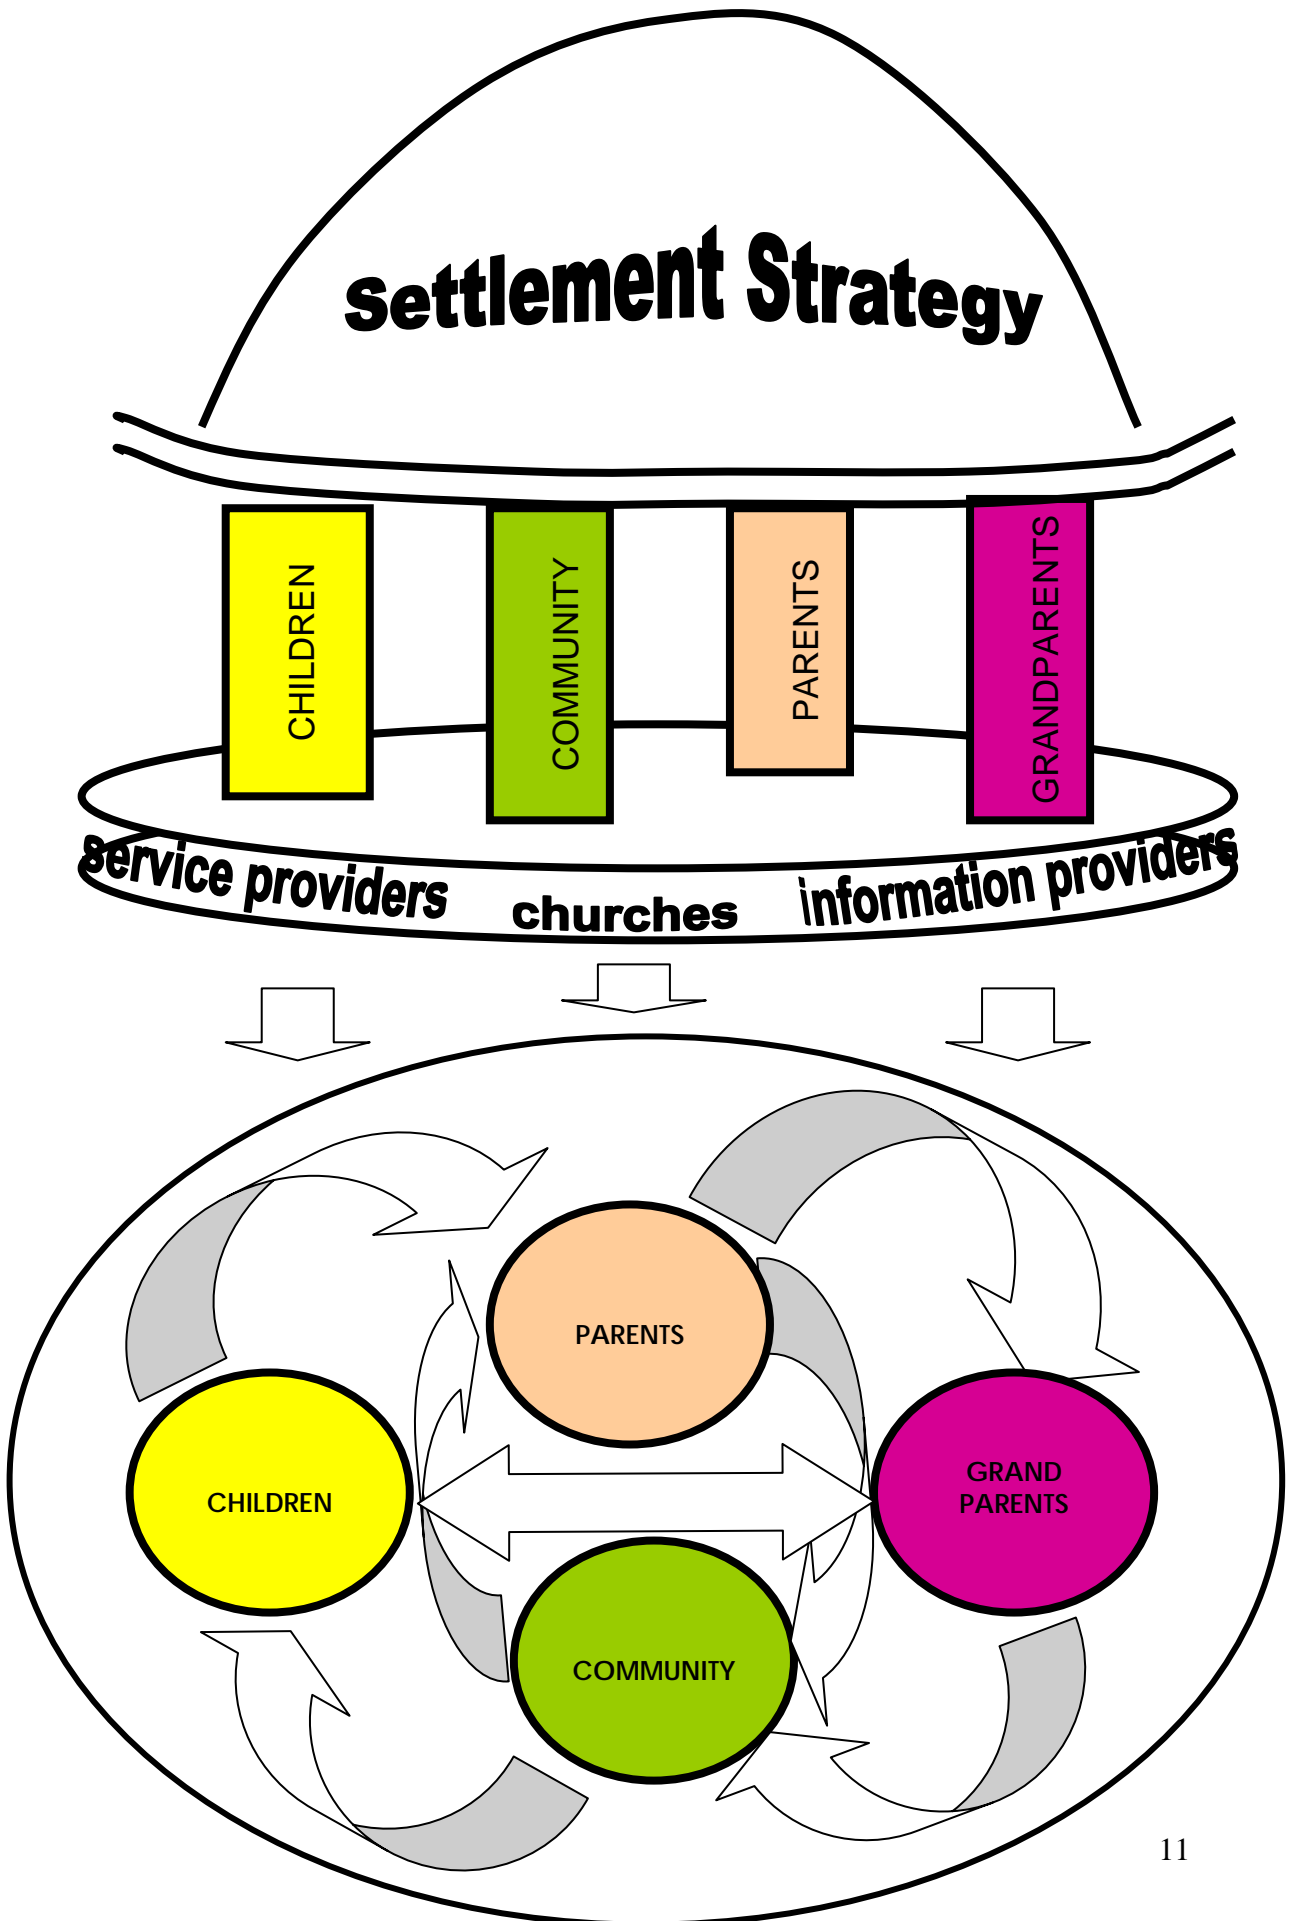 Settlement Strategy
CHILDREN
COMMUNITY
PARENTS
GRANDPARENTS
service providers
churches
information providers
PARENTS
CHILDREN
GRAND
PARENTS
COMMUNITY
11